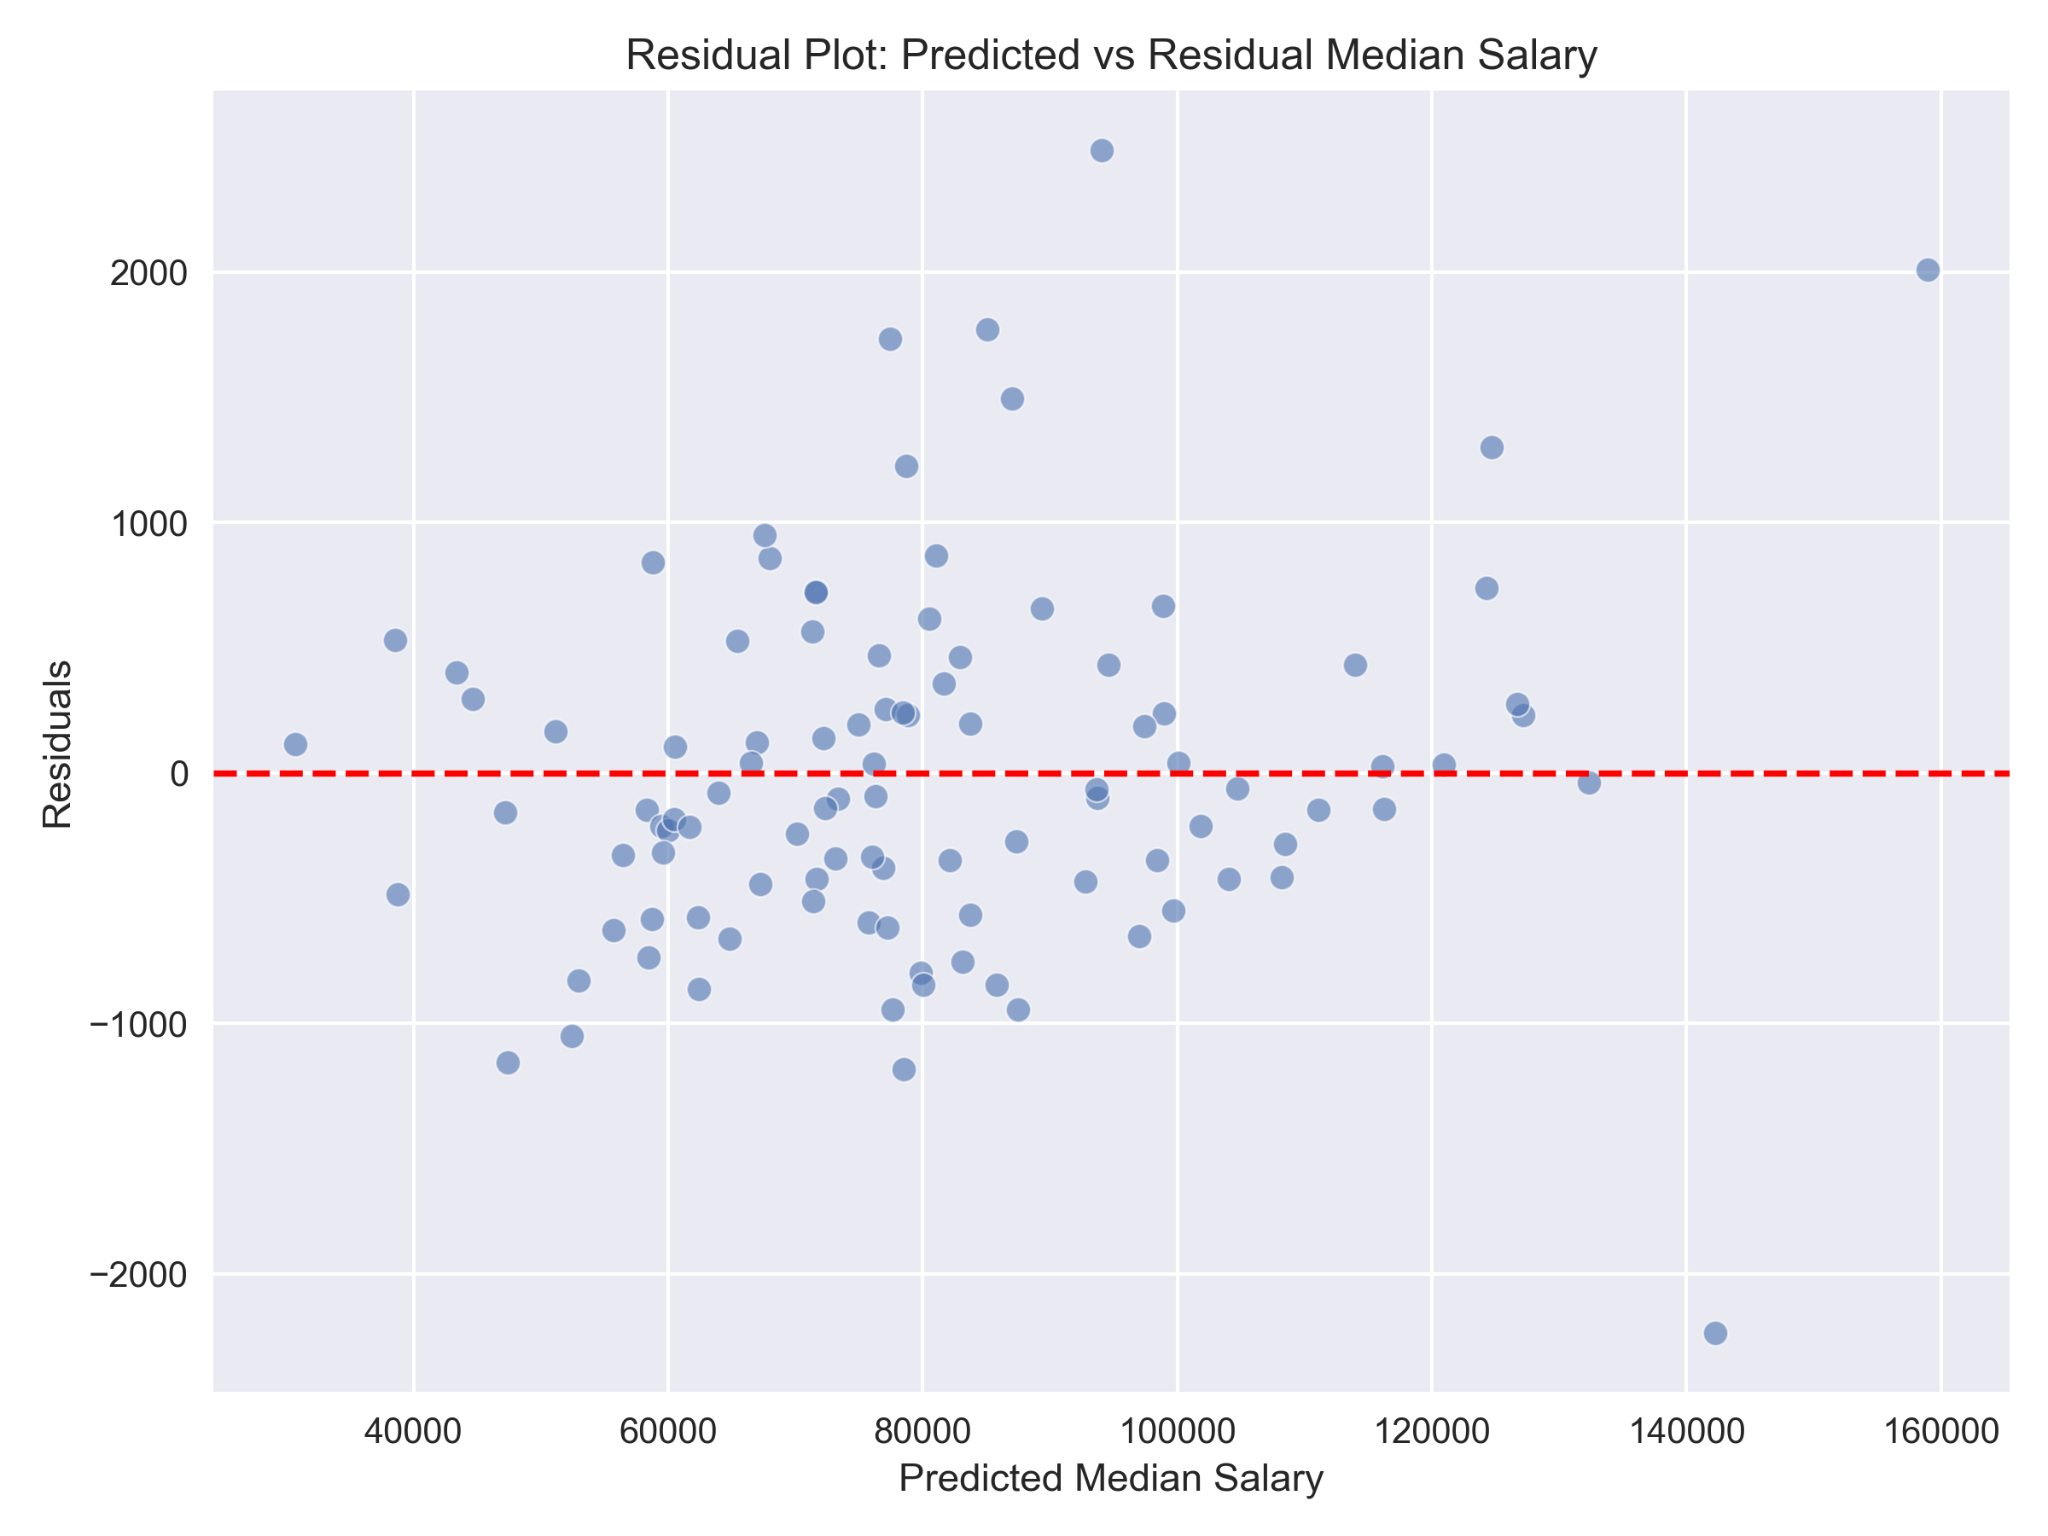 Residual Plot: Predicted vs Residual Median Salary
Residuals
2000
1000
0
−1000
−2000
40000 60000 80000 100000 120000 140000 160000
Predicted Median Salary